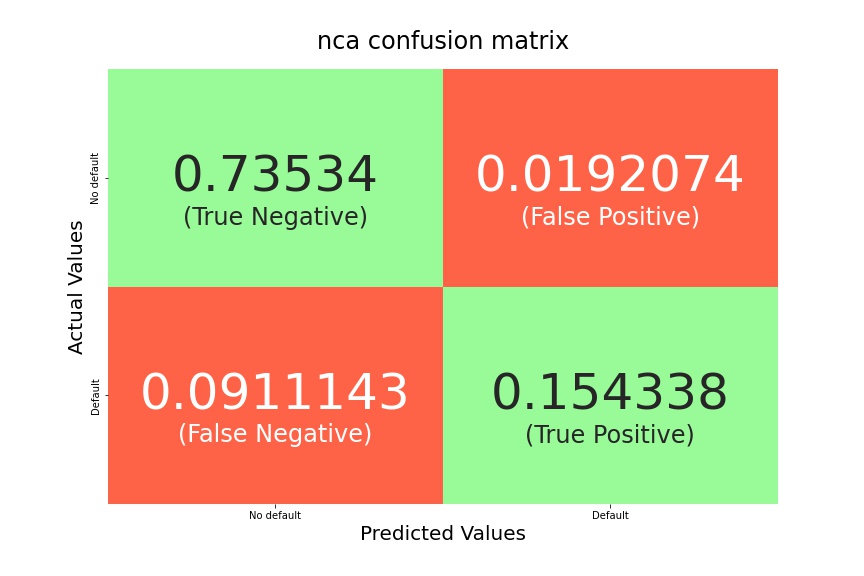 nca confusion matrix
Actual Values
No default
0.73534
(True Negative)
0.0192074
(False Positive)
Default
0.0911143
(False Negative)
0.154338
(True Positive)
No default
Default
Predicted Values